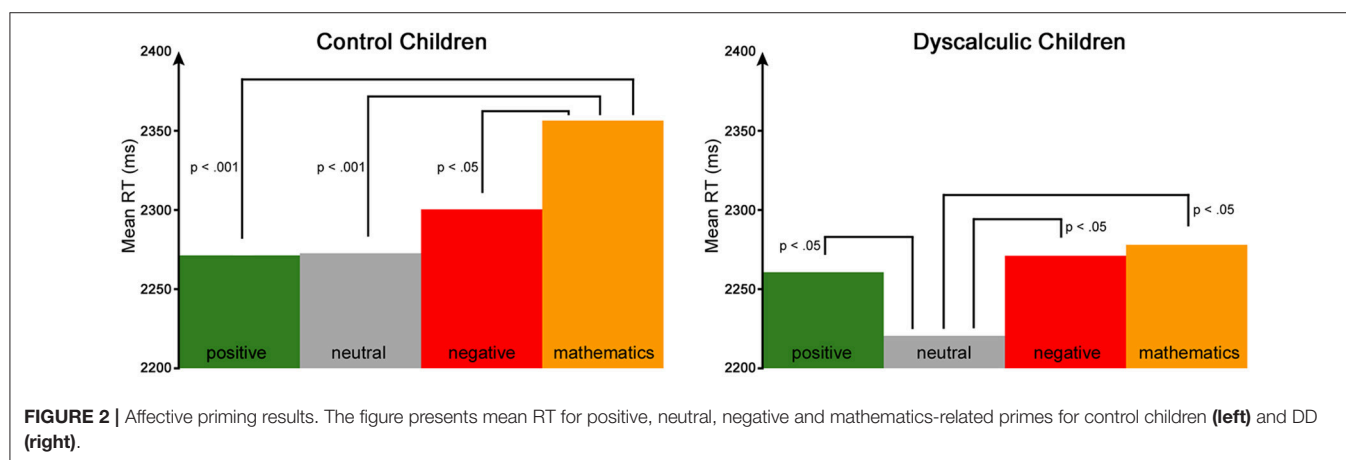 Control Children
2400
2350
2300
2250
2200
Mean RT (ms)
p < .001
p < .001
p < .05
positive
neutral
negative
mathematics
Dyscalculic Children
2400
2350
2300
2250
2200
Mean RT (ms)
p < .05
p < .05
p < .05
positive
neutral
negative
mathematics
FIGURE 2 | Affective priming results. The figure presents mean RT for positive, neutral, negative and mathematics-related primes for control children (left) and DD
(right).